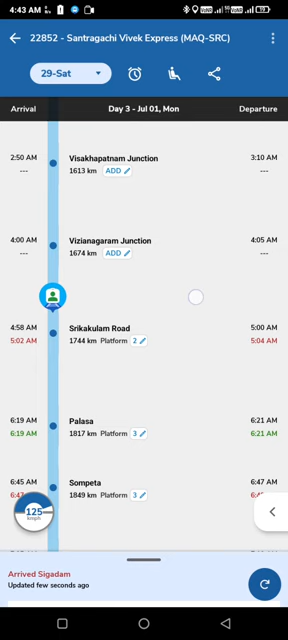 4:43 AM
19
22852 - Santragachi Vivek Express (MAQ-SRC)
29-Sat
Arrival Day 3 - Jul 01, Mon Departure
2:50 AM Visakhapatnam Junction 3:10 AM
--- 1613 km ADD ---
4:00 AM Vizianagaram Junction 4:05 AM
--- 1674 km ADD ---
4:58 AM Srikakulam Road 5:00 AM
5:02 AM 1744 km Platform 2 5:04 AM
6:19 AM Palasa 6:21 AM
6:19 AM 1817 km Platform 3 6:21 AM
6:45 AM Sompeta 6:47 AM
1849 km Platform 3
125
kmph
Arrived Sigadam
Updated few seconds ago